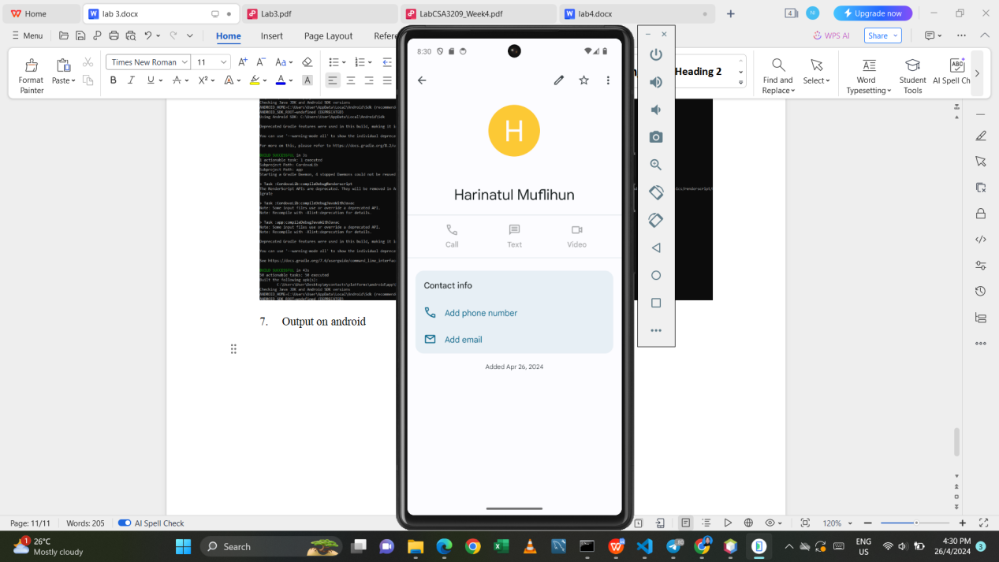 Home
lab 3.docx
Lab3.pdf
LabCSA3209_Week4.pdf
lab4.docx
4
NI
Upgrade now
Menu
Home
Insert
Page Layout
Refere
WPS AI
Share
Format
Painter
Paste
Times New Roman
11
Heading 2
Find and
Replace
Select
Word
Typesetting
Student
Tools
AI Spell Ch
Checking Java JDK and Android SDK versions
ANDROID_HOME=C:\Users\User\AppData\Local\Android\Sdk (recommend
ANDROID_SDK_ROOT=undefined (DEPRECATED)
Using Android SDK: C:\Users\User\AppData\Local\Android\Sdk
Deprecated Gradle features were used in this build, making it i
You can use '--warning-mode all' to show the individual depreca
For more on this, please refer to https://docs.gradle.org/8.2/u
BUILD SUCCESSFUL in 3s
1 actionable task: 1 executed
Subproject Path: CordovaLib
Subproject Path: app
Starting a Gradle Daemon, 4 stopped Daemons could not be reused
> Task :CordovaLib:compileDebugRenderscript
The RenderScript APIs are deprecated. They will be removed in A
igrate
> Task :CordovaLib:compileDebugJavaWithJavac
Note: Some input files use or override a deprecated API.
Note: Recompile with -Xlint:deprecation for details.
> Task :app:compileDebugJavaWithJavac
Note: Some input files use or override a deprecated API.
Note: Recompile with -Xlint:deprecation for details.
Deprecated Gradle features were used in this build, making it i
You can use '--warning-mode all' to show the individual depreca
See https://docs.gradle.org/7.6/userguide/command_line_interfac
BUILD SUCCESSFUL in 43s
50 actionable tasks: 50 executed
Built the following apk(s):
C:\Users\User\Desktop\mycontacts\platforms\android\app\
Checking Java JDK and Android SDK versions
ANDROID_HOME=C:\Users\User\AppData\Local\Android\Sdk (recommend
ANDROID_SDK_ROOT=undefined (DEPRECATED)
7. Output on android
8:30
H
Harinatul Muflihun
Call
Text
Video
Contact info
Add phone number
Add email
Added Apr 26, 2024
Page: 11/11
Words: 205
AI Spell Check
120%
1
26°C
Mostly cloudy
Search
ENG
US
4:30 PM
26/4/2024
3